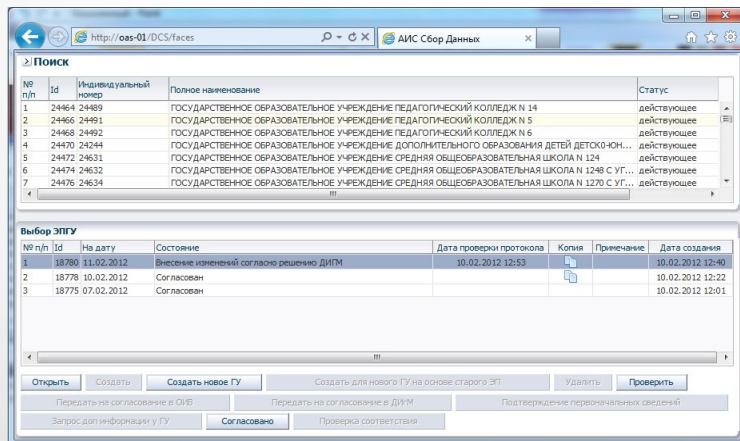 http://oas-01/DCS/faces
АИС Сбор Данных
Поиск
№ п/п Id Индивидуальный номер Полное наименование Статус
1 24464 24489 ГОСУДАРСТВЕННОЕ ОБРАЗОВАТЕЛЬНОЕ УЧРЕЖДЕНИЕ ПЕДАГОГИЧЕСКИЙ КОЛЛЕДЖ N 14 действующее
2 24466 24491 ГОСУДАРСТВЕННОЕ ОБРАЗОВАТЕЛЬНОЕ УЧРЕЖДЕНИЕ ПЕДАГОГИЧЕСКИЙ КОЛЛЕДЖ N 5 действующее
3 24468 24492 ГОСУДАРСТВЕННОЕ ОБРАЗОВАТЕЛЬНОЕ УЧРЕЖДЕНИЕ ПЕДАГОГИЧЕСКИЙ КОЛЛЕДЖ N 6 действующее
4 24470 24244 ГОСУДАРСТВЕННОЕ ОБРАЗОВАТЕЛЬНОЕ УЧРЕЖДЕНИЕ ДОПОЛНИТЕЛЬНОГО ОБРАЗОВАНИЯ ДЕТЕЙ ДЕТСКО-ЮН... действующее
5 24472 24631 ГОСУДАРСТВЕННОЕ ОБРАЗОВАТЕЛЬНОЕ УЧРЕЖДЕНИЕ СРЕДНЯЯ ОБЩЕОБРАЗОВАТЕЛЬНАЯ ШКОЛА N 124 действующее
6 24474 24632 ГОСУДАРСТВЕННОЕ ОБРАЗОВАТЕЛЬНОЕ УЧРЕЖДЕНИЕ СРЕДНЯЯ ОБЩЕОБРАЗОВАТЕЛЬНАЯ ШКОЛА N 1248 С УГ... действующее
7 24476 24634 ГОСУДАРСТВЕННОЕ ОБРАЗОВАТЕЛЬНОЕ УЧРЕЖДЕНИЕ СРЕДНЯЯ ОБЩЕОБРАЗОВАТЕЛЬНАЯ ШКОЛА N 1270 С УГ... действующее
Выбор ЭПГУ
№ п/п Id На дату Состояние Дата проверки протокола Копия Примечание Дата создания
1 18780 11.02.2012 Внесение изменений согласно решению ДИГМ 10.02.2012 12:53 10.02.2012 12:40
2 18778 10.02.2012 Согласован 10.02.2012 12:22
3 18775 07.02.2012 Согласован 10.02.2012 12:01
Открыть Создать Создать новое ГУ Создать для нового ГУ на основе старого ЭП Удалить Проверить
Передать на согласование в ОИВ Передать на согласование в ДИгМ Подтверждение первоначальных сведений
Запрос доп информации у ГУ Согласовано Проверка соответствия